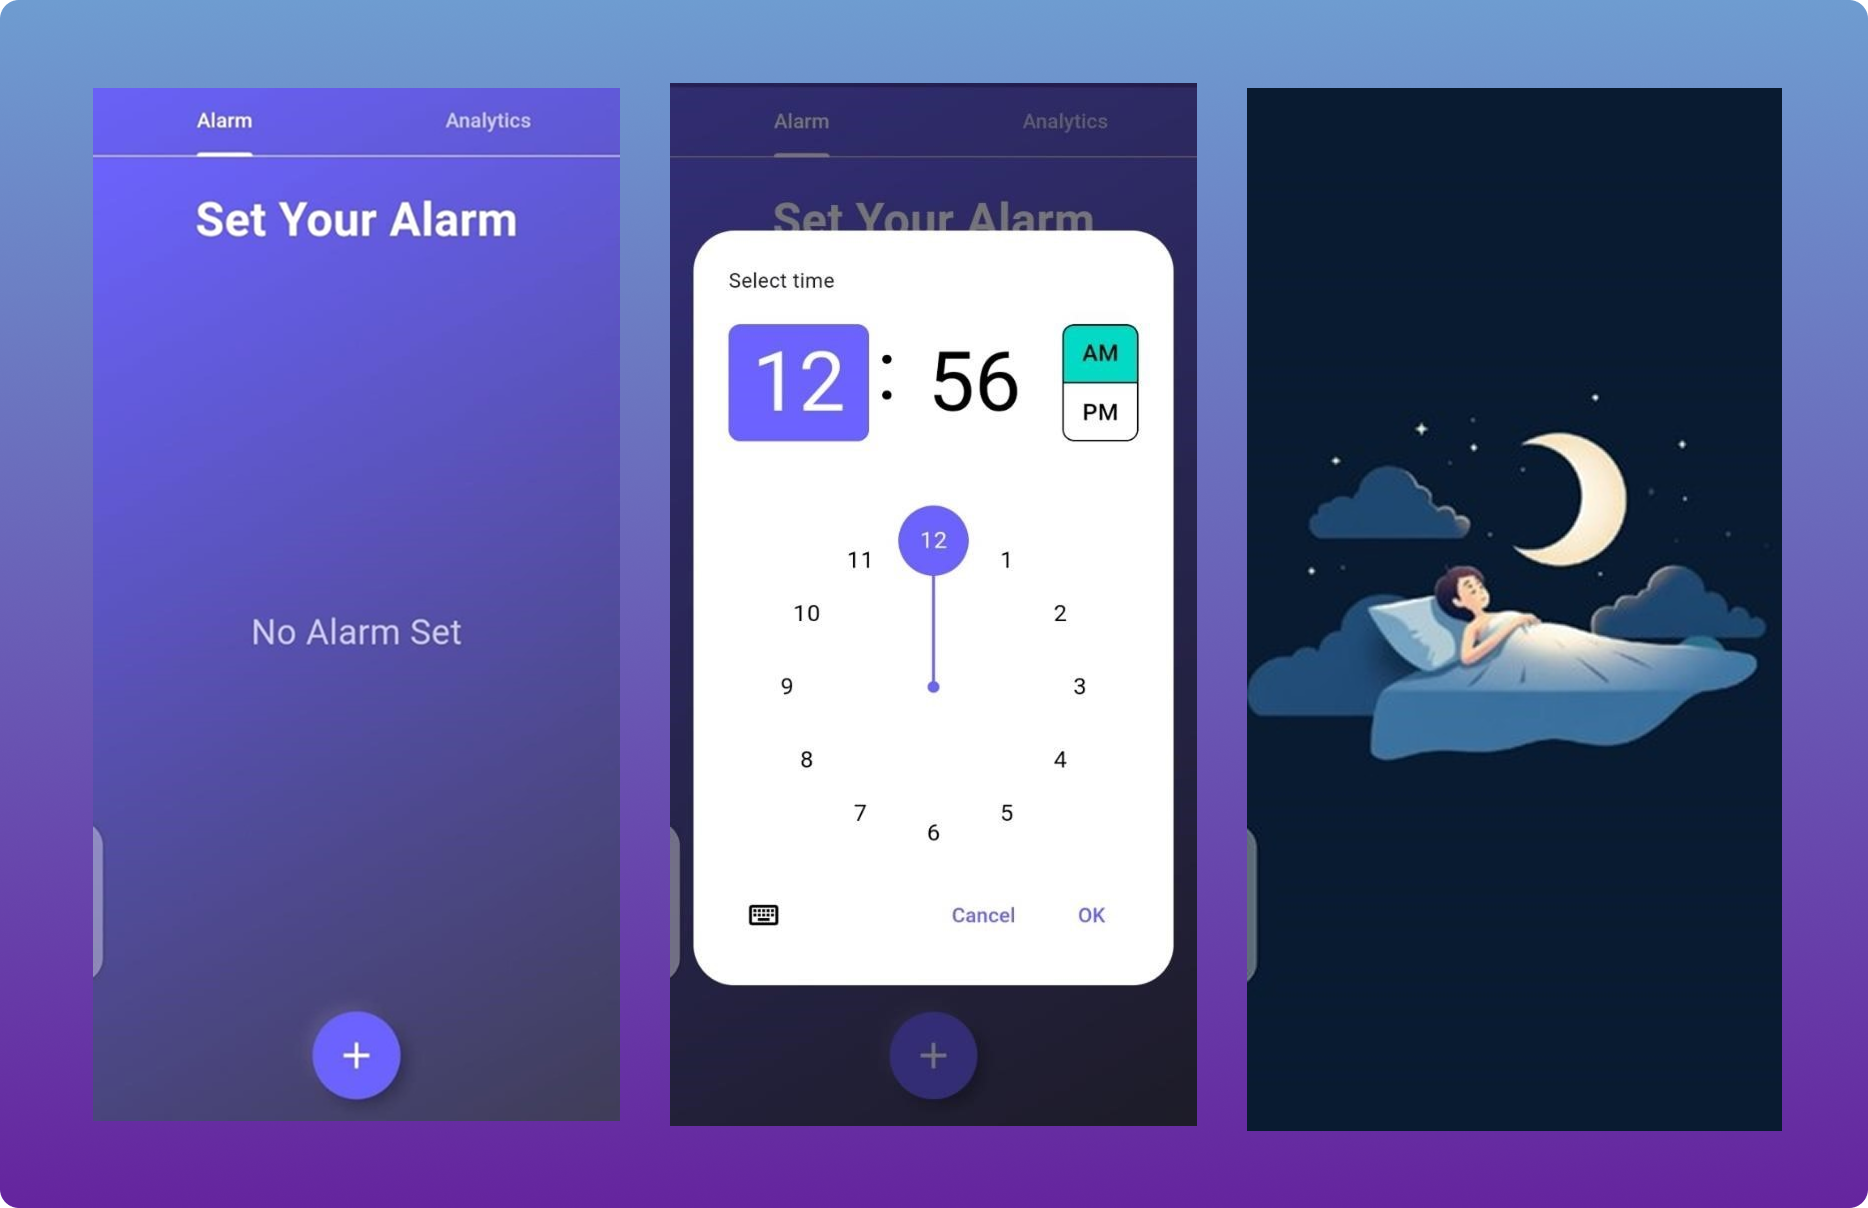 Alarm Analytics
Set Your Alarm
No Alarm Set
+
Alarm Analytics
Set Your Alarm
Select time
12 : 56
AM
PM
12
11 1
10 2
9 3
8 4
7 5
6
Cancel OK
+